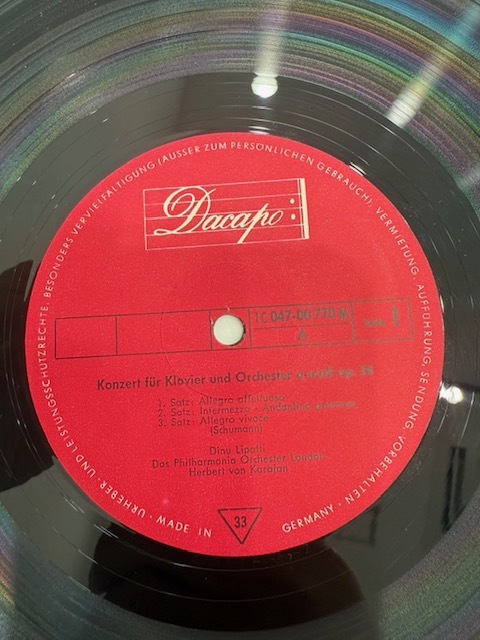 URHEBER- UND LEISTUNGSSCHUTZRECHTE, BESONDERS VERVIELFÄLTIGUNG (AUSSER ZUM PERSÖNLICHEN GEBRAUCH), VERMIETUNG, AUFFÜHRUNG, SENDUNG, VORBEHALTEN
Dacapo
1C 047-00 770 M
A
1
Konzert für Klavier und Orchester a-moll op.
1. Satz: Allegro affettuoso
2. Satz: Intermezzo - Andantino grazioso
3. Satz: Allegro vivace
(Schumann)
Dinu Lipatti
Das Philharmonia Orchester London
Herbert von Karajan
33
MADE IN GERMANY